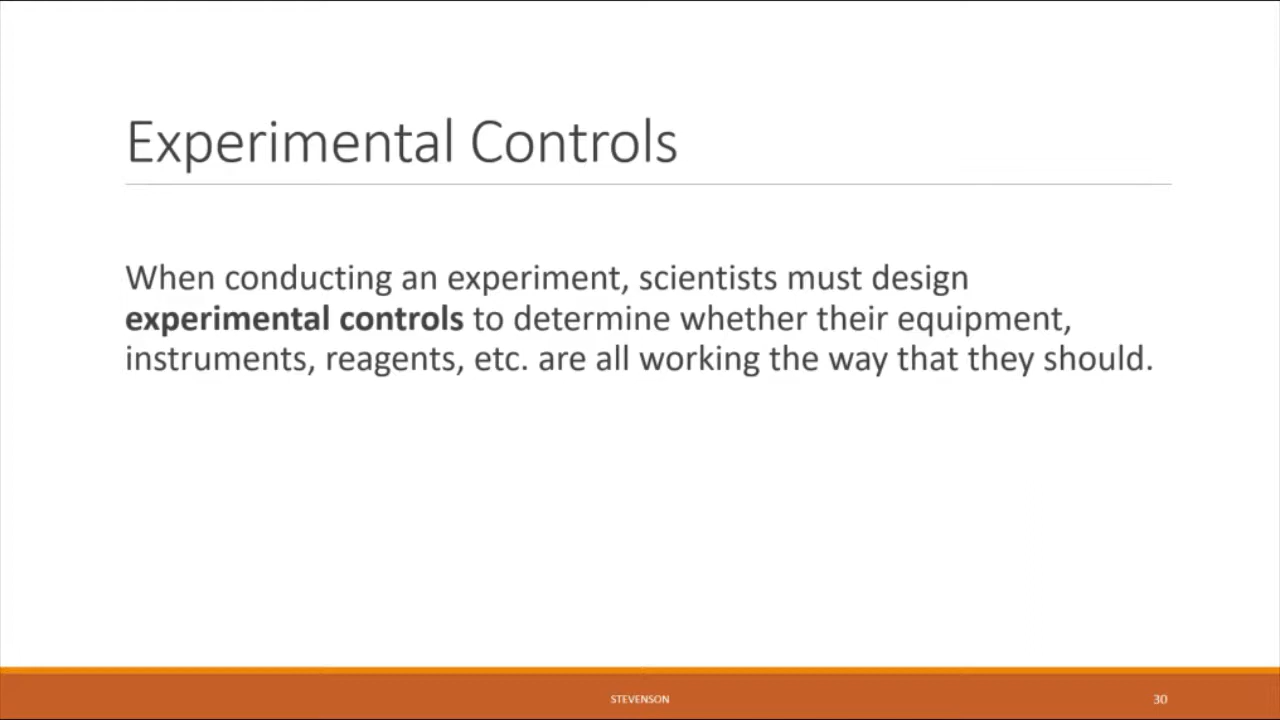 Experimental Controls
When conducting an experiment, scientists must design
experimental controls to determine whether their equipment,
instruments, reagents, etc. are all working the way that they should.
STEVENSON
30